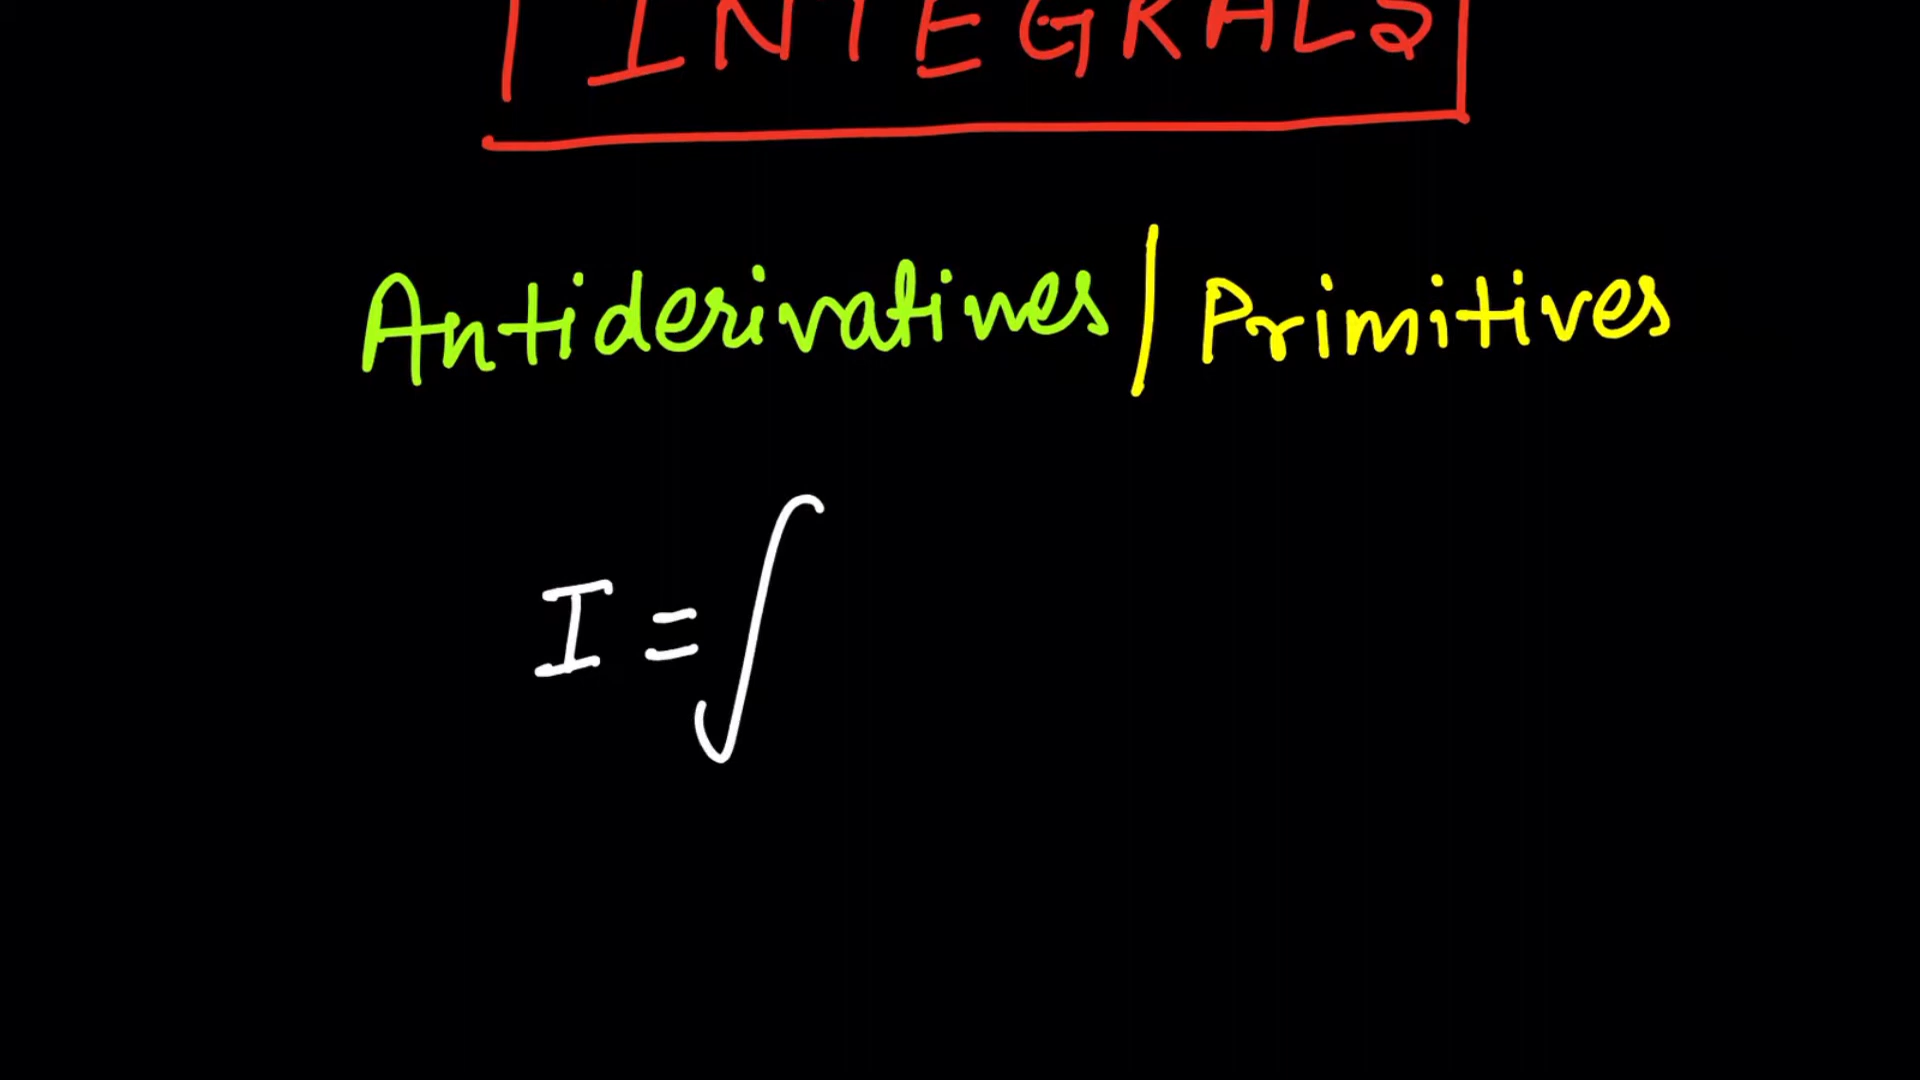 INTEGRALS
Antiderivatives/Primitives
I = ∫